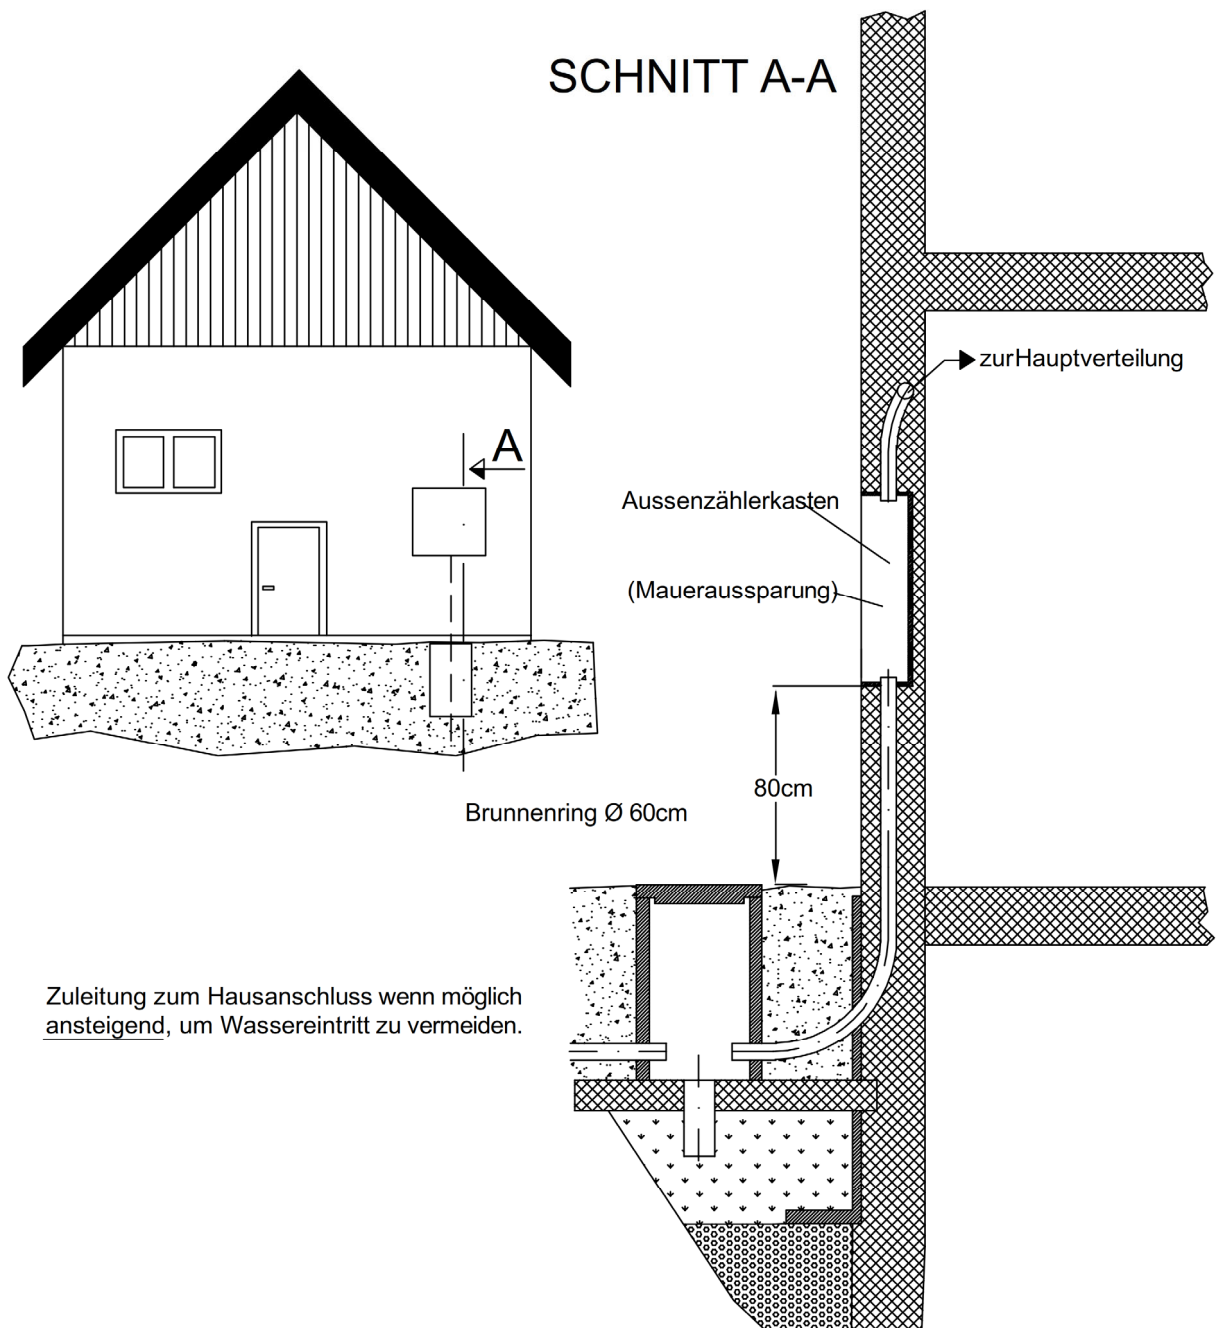 SCHNITT A-A
zurHauptverteilung
A
Aussenzählerkasten
(Maueraussparung)
80cm
Brunnenring Ø 60cm
Zuleitung zum Hausanschluss wenn möglich
ansteigend, um Wassereintritt zu vermeiden.